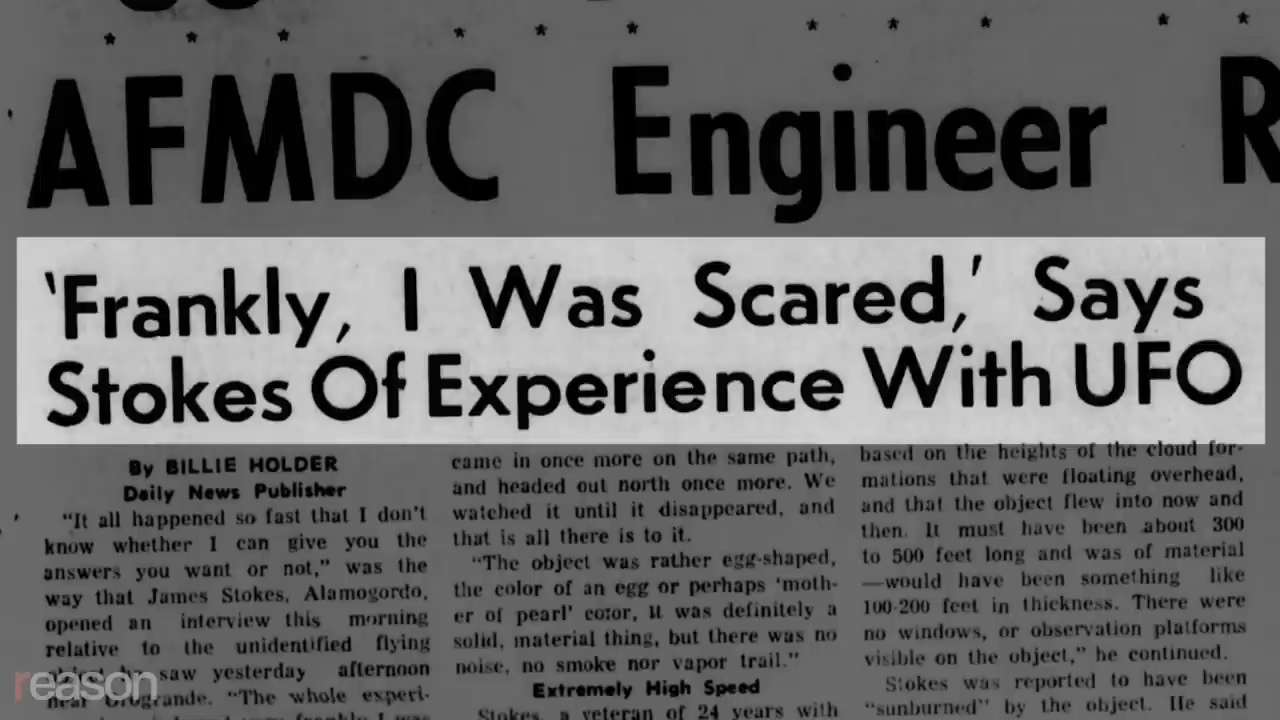 AFMDC Engineer R
'Frankly, I Was Scared,' Says
Stokes Of Experience With UFO
By BILLIE HOLDER
Daily News Publisher
"It all happened so fast that I don't
know whether I can give you the
answers you want or not," was the
way that James Stokes, Alamogordo,
opened an interview this morning
relative to the unidentified flying
object he saw yesterday afternoon
near Orogrande. "The whole experi-
came in once more on the same path,
and headed out north once more. We
watched it until it disappeared, and
that is all there is to it.
"The object was rather egg-shaped,
the color of an egg or perhaps 'moth-
er of pearl' color, it was definitely a
solid, material thing, but there was no
noise, no smoke nor vapor trail."
Extremely High Speed
Stokes, a veteran of 24 years with
based on the heights of the cloud for-
mations that were floating overhead,
and that the object flew into now and
then. It must have been about 300
to 500 feet long and was of material
—would have been something like
100-200 feet in thickness. There were
no windows, or observation platforms
visible on the object," he continued.
Stokes was reported to have been
"sunburned" by the object. He said
reason